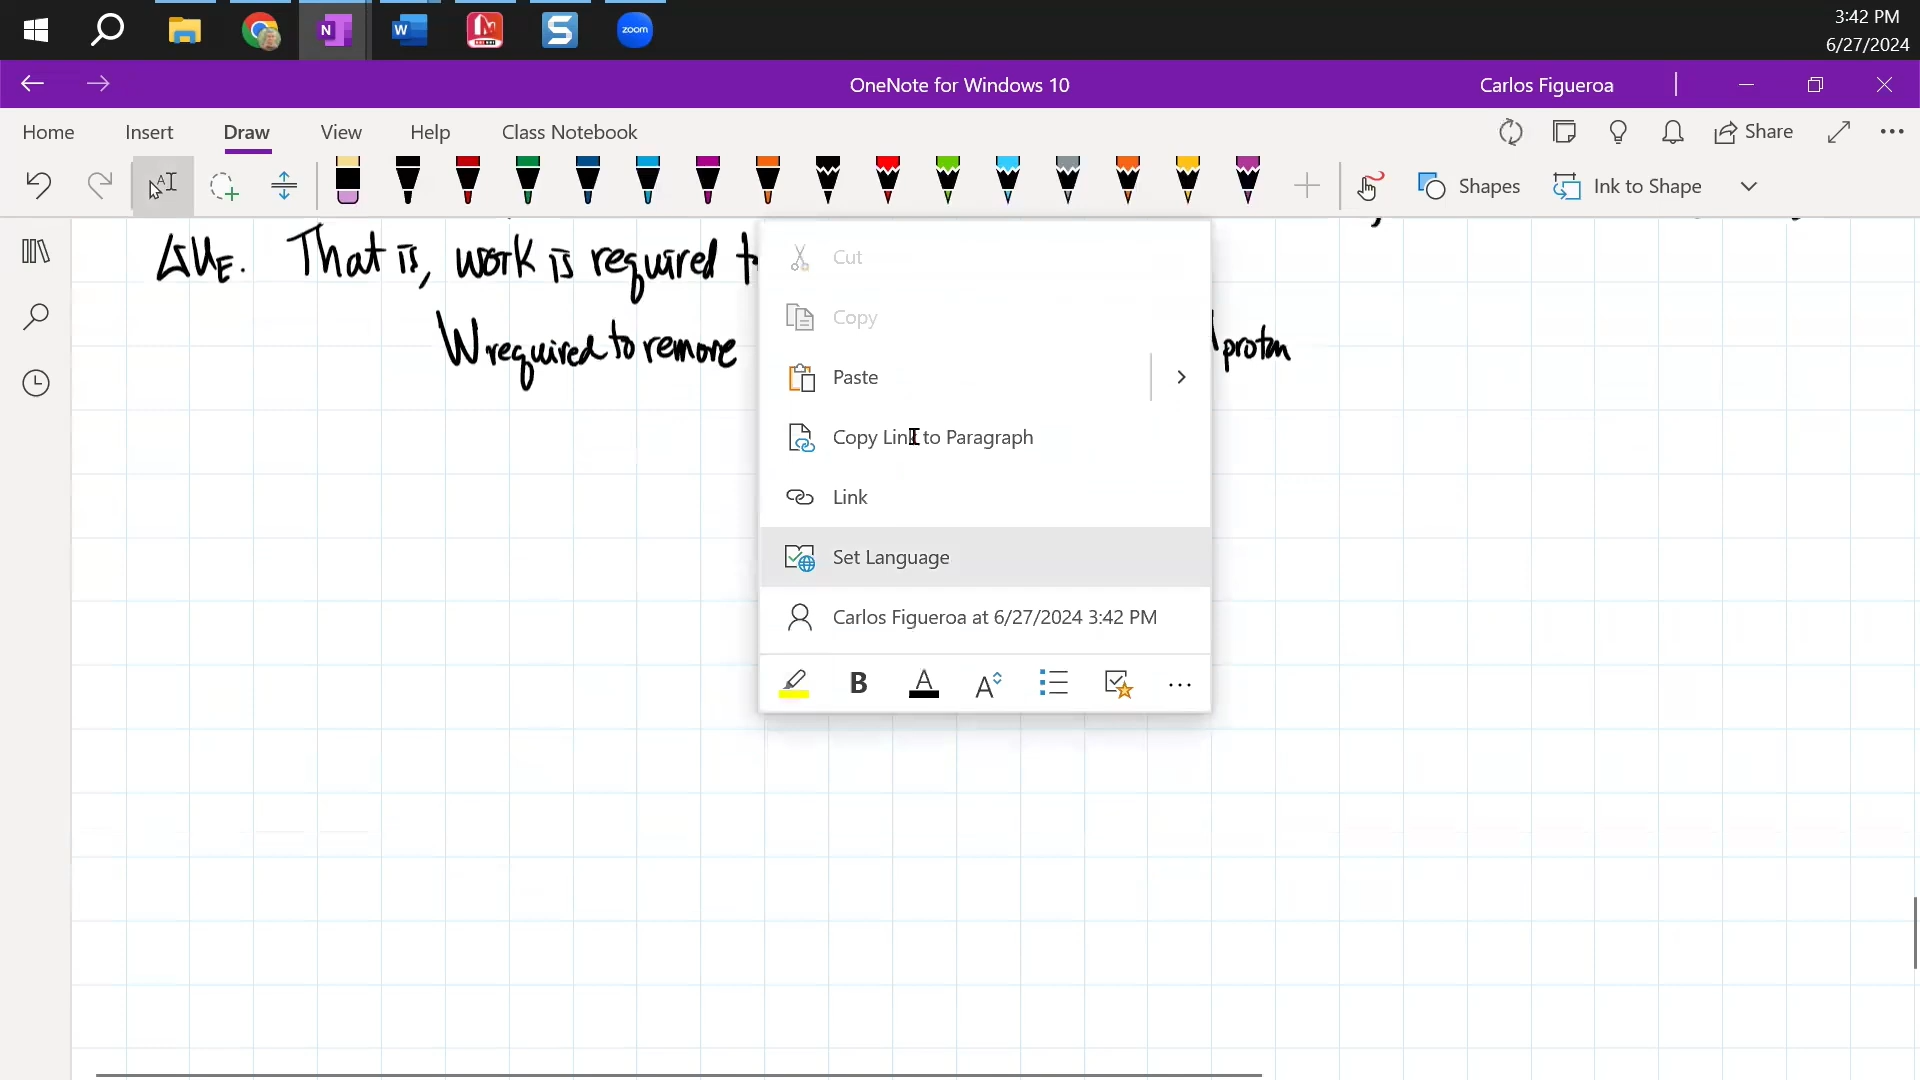 3:42 PM
6/27/2024
N
W
S
zoom
OneNote for Windows 10
Carlos Figueroa
Home
Insert
Draw
View
Help
Class Notebook
Share
Shapes
Ink to Shape
ΔU_E. That is, work is required
W required to remove
proton
Cut
Copy
Paste
Copy Link to Paragraph
Link
Set Language
Carlos Figueroa at 6/27/2024 3:42 PM
B
A
A